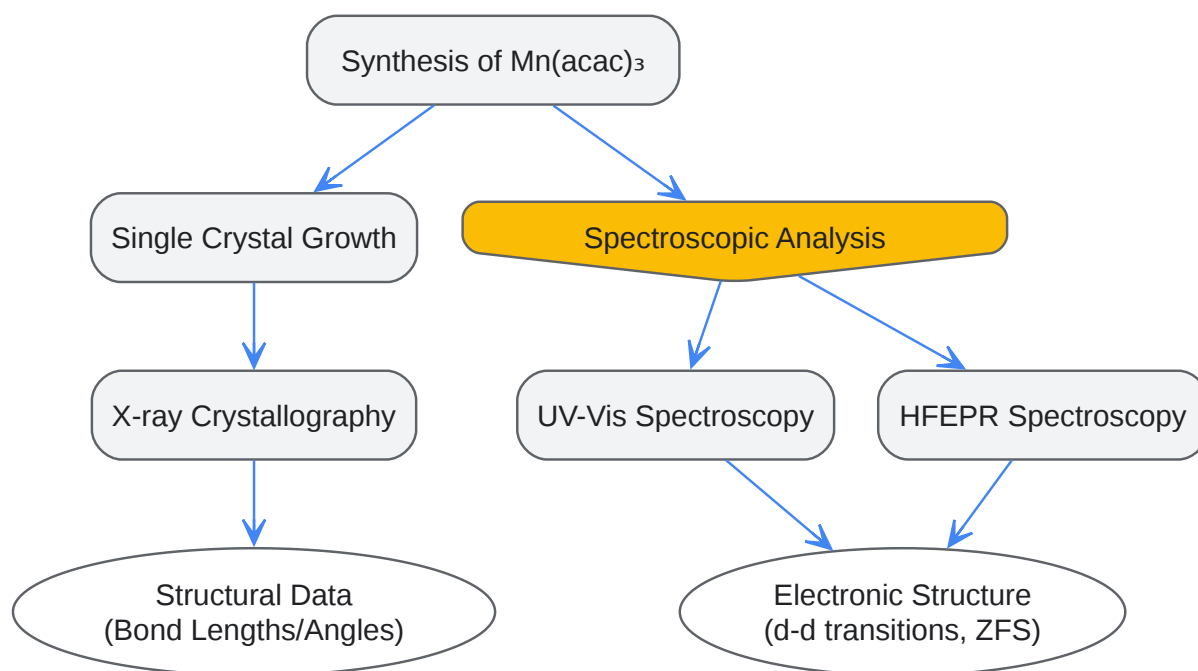 Synthesis of Mn(acac)₃
Single Crystal Growth
Spectroscopic Analysis
X-ray Crystallography
UV-Vis Spectroscopy
HFEPR Spectroscopy
Structural Data
(Bond Lengths/Angles)
Electronic Structure
(d-d transitions, ZFS)